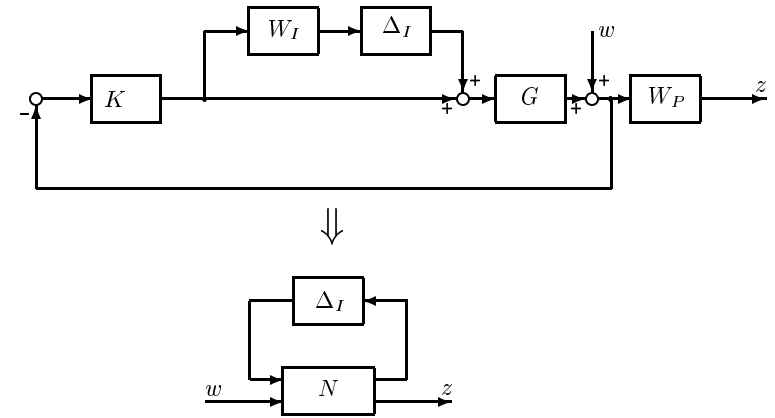 W_I Δ_I w
+ +
K G W_P z
- + +
⇓
Δ_I
w N z